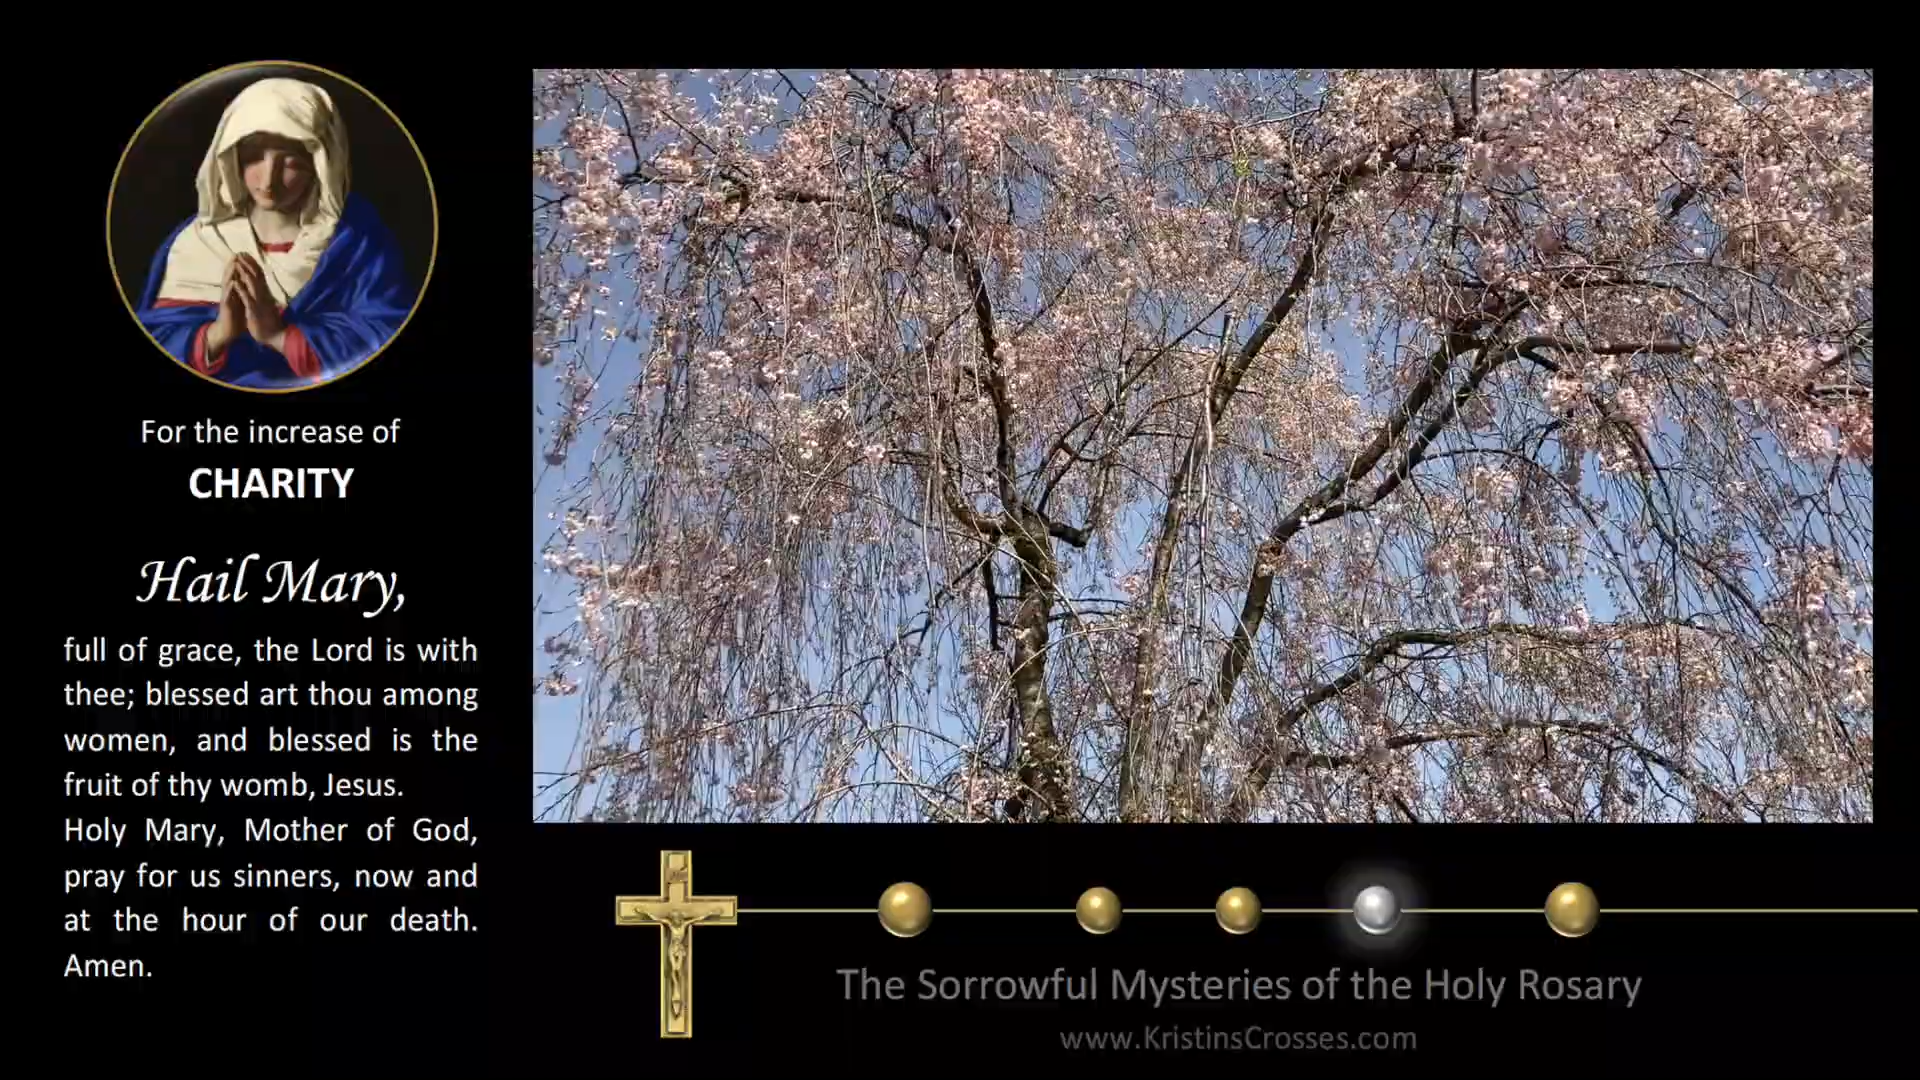 For the increase of
CHARITY
Hail Mary,
full of grace, the Lord is with
thee; blessed art thou among
women, and blessed is the
fruit of thy womb, Jesus.
Holy Mary, Mother of God,
pray for us sinners, now and
at the hour of our death.
Amen.
The Sorrowful Mysteries of the Holy Rosary
www.KristinsCrosses.com